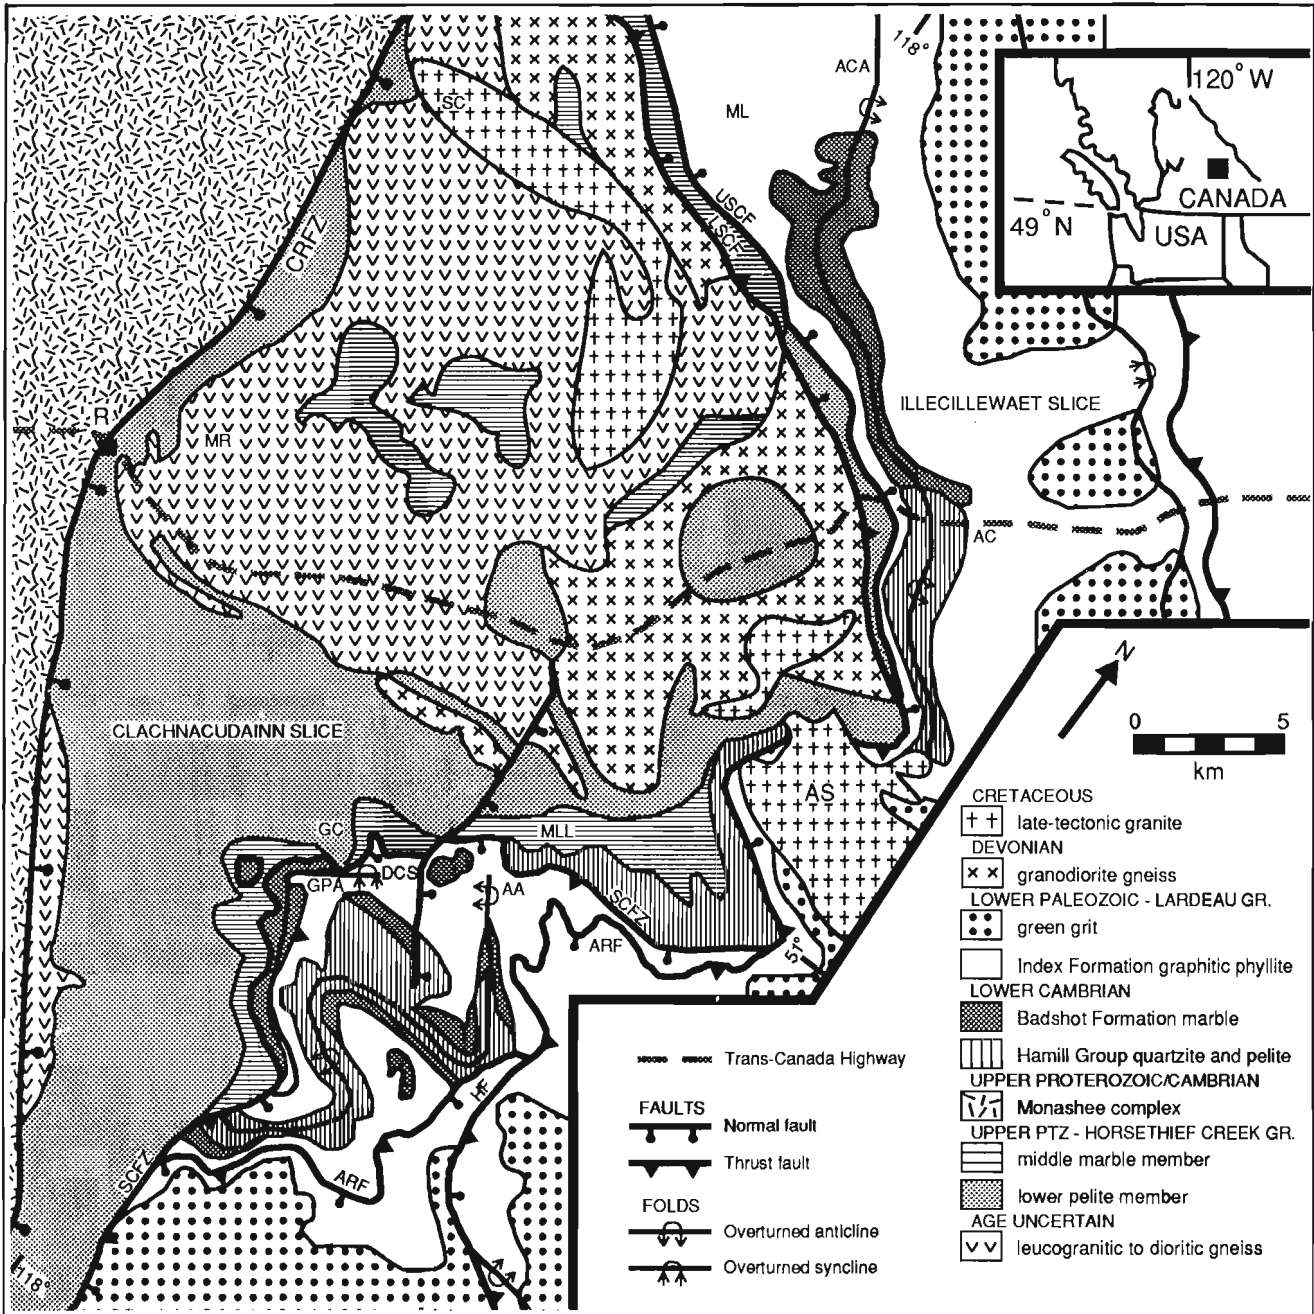 118°
ACA
SC
ML
120° W
CANADA
49° N
USA
USCF
LSCF
CRFZ
R
MR
ILLECILLEWAET SLICE
AC
N
CLACHNACUDAINN SLICE
0 5
km
AS
GC
MLL
GPA
DCS
AA
SCFZ
ARF
51°
HF
SCFZ
ARF
118°
CRETACEOUS
late-tectonic granite
DEVONIAN
granodiorite gneiss
LOWER PALEOZOIC - LARDEAU GR.
green grit
Index Formation graphitic phyllite
LOWER CAMBRIAN
Badshot Formation marble
Hamill Group quartzite and pelite
UPPER PROTEROZOIC/CAMBRIAN
Monashee complex
UPPER PTZ - HORSETHIEF CREEK GR.
middle marble member
lower pelite member
AGE UNCERTAIN
leucogranitic to dioritic gneiss
Trans-Canada Highway
FAULTS
Normal fault
Thrust fault
FOLDS
Overturned anticline
Overturned syncline